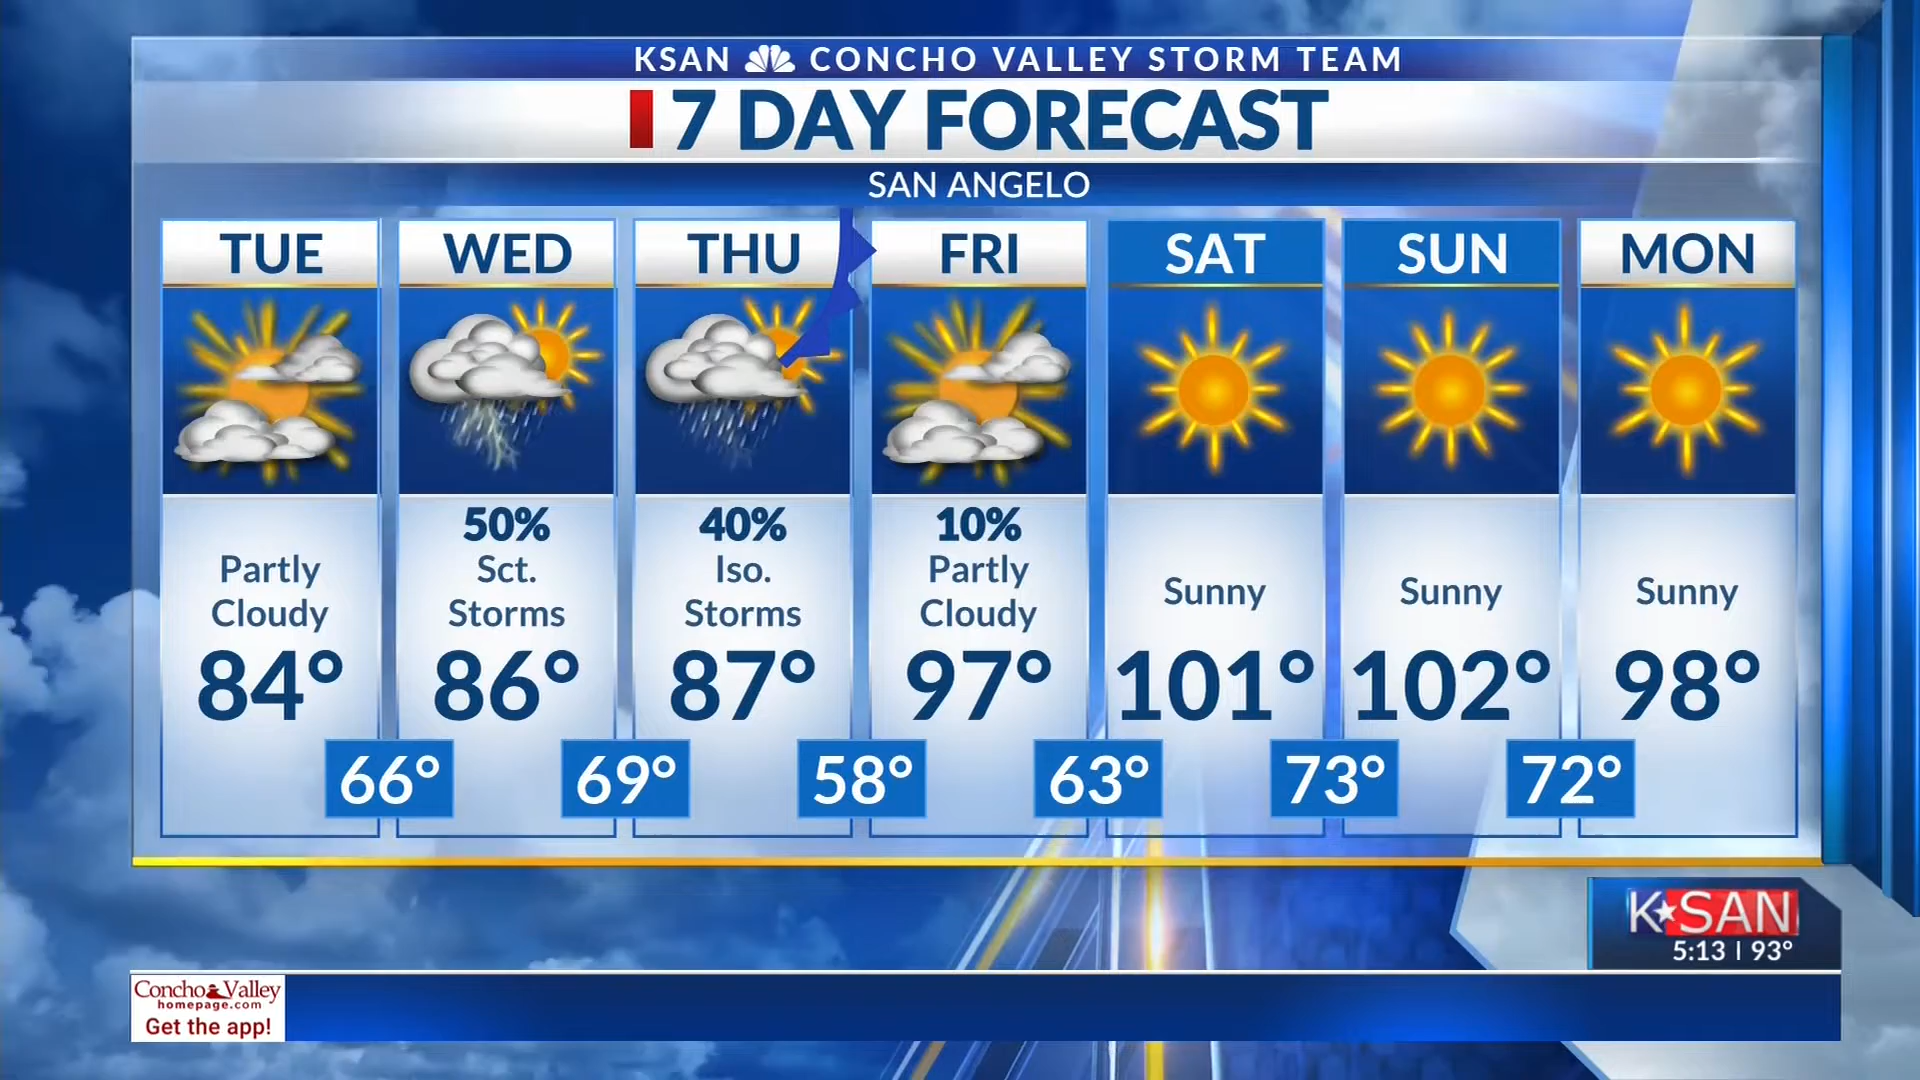 KSAN CONCHO VALLEY STORM TEAM
7 DAY FORECAST
SAN ANGELO
TUE
Partly
Cloudy
84°
66°
WED
50%
Sct.
Storms
86°
69°
THU
40%
Iso.
Storms
87°
58°
FRI
10%
Partly
Cloudy
97°
63°
SAT
Sunny
101°
73°
SUN
Sunny
102°
72°
MON
Sunny
98°
KSAN
5:13 | 93°
Concho Valley
homepage.com
Get the app!